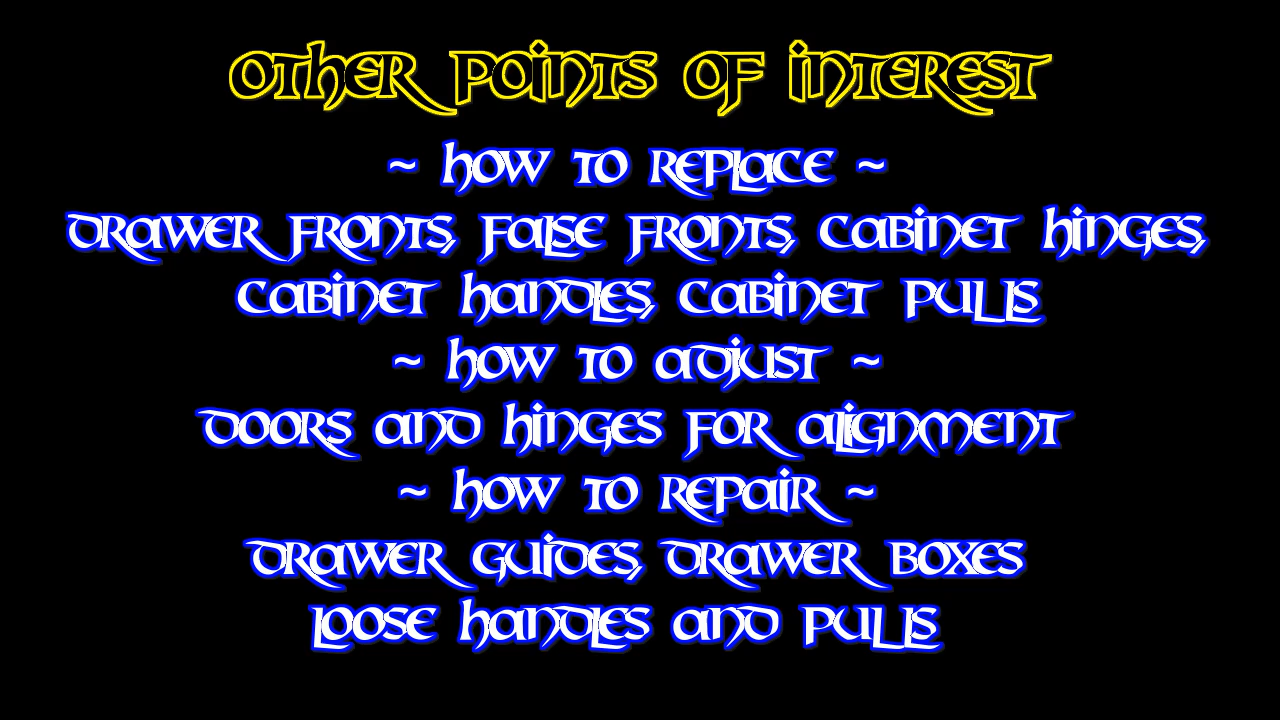 OTHER POINTS OF INTEREST
~ HOW TO REPLACE ~
DRAWER FRONTS, FALSE FRONTS, CABINET HINGES,
CABINET HANDLES, CABINET PULLS
~ HOW TO ADJUST ~
DOORS AND HINGES FOR ALIGNMENT
~ HOW TO REPAIR ~
DRAWER GUIDES, DRAWER BOXES
LOOSE HANDLES AND PULLS